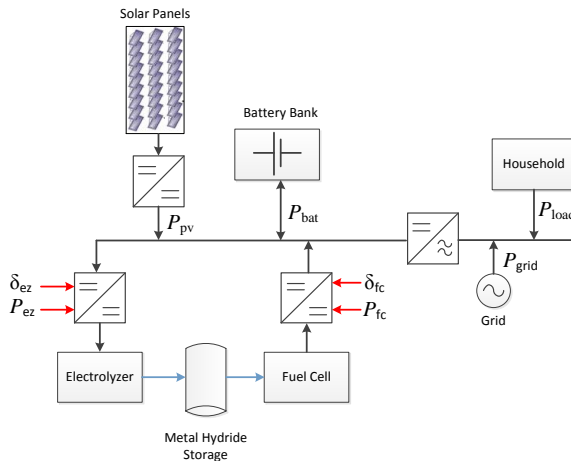 Solar Panels
Battery Bank
Household
P_pv
P_bat
P_load
P_grid
δ_ez
P_ez
δ_fc
P_fc
Grid
Electrolyzer
Fuel Cell
Metal Hydride
Storage